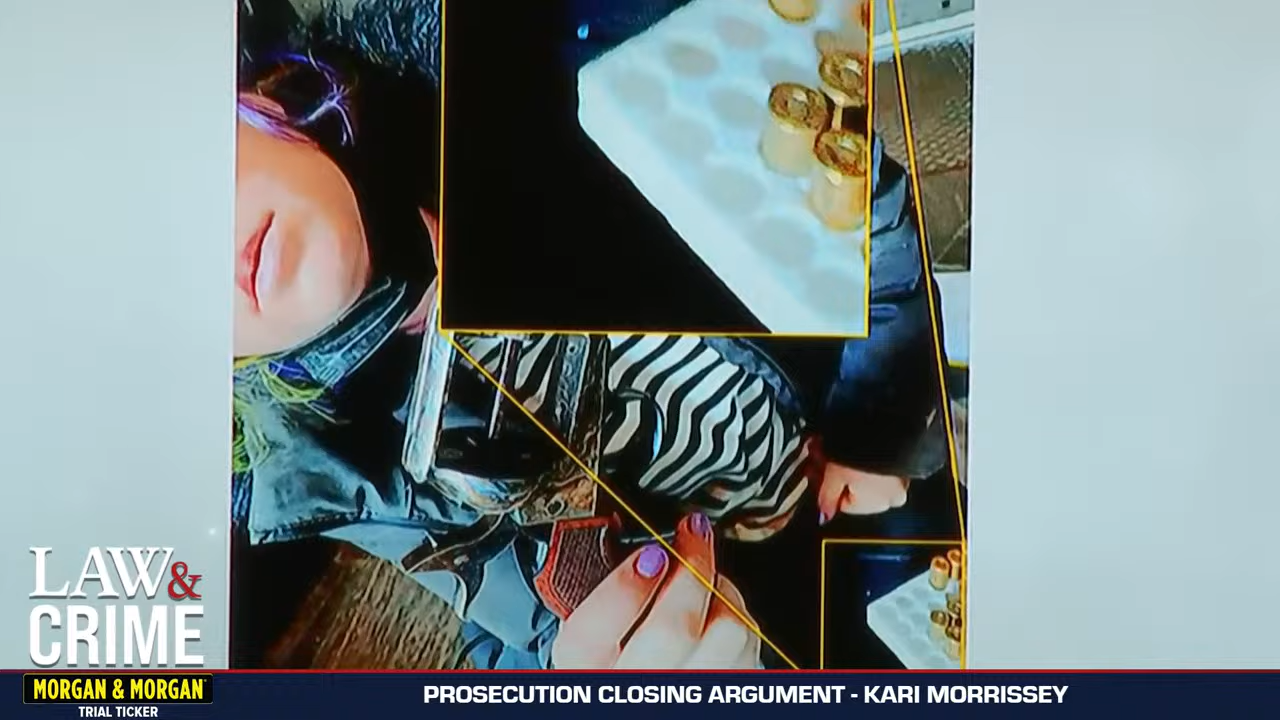 LAW&
CRIME
MORGAN & MORGAN
TRIAL TICKER
PROSECUTION CLOSING ARGUMENT - KARI MORRISSEY